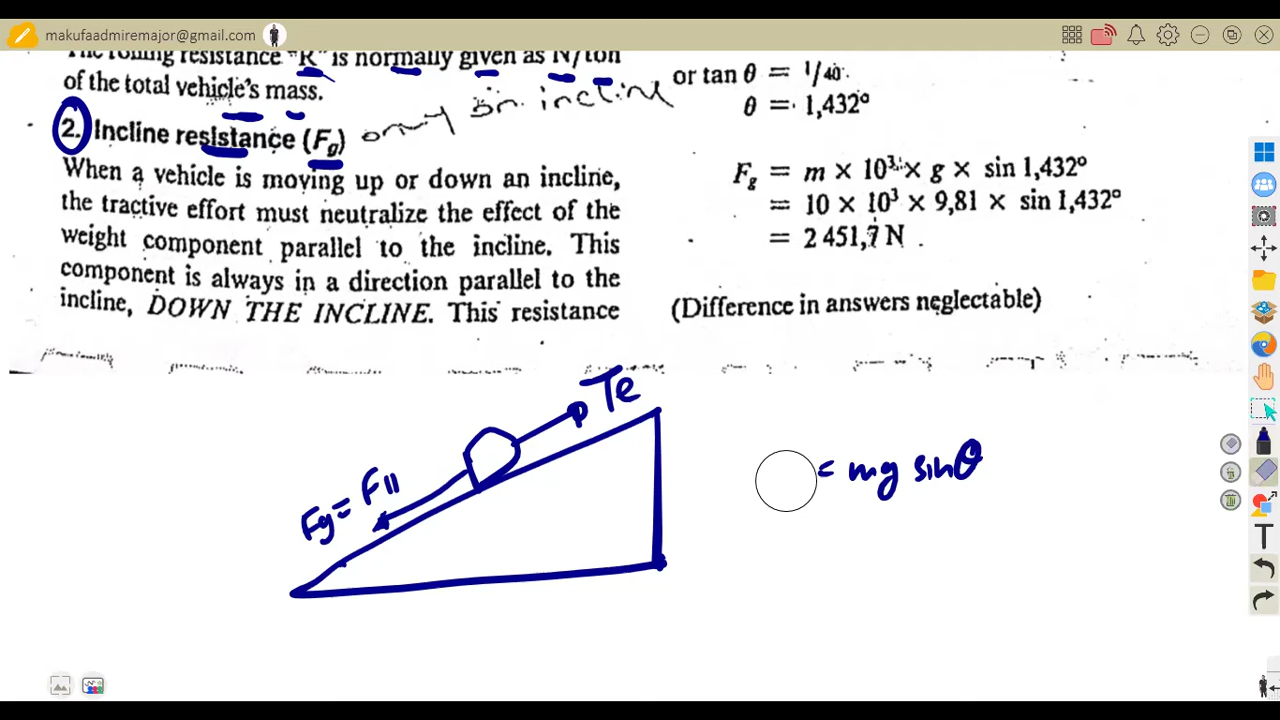 makufaadmiremajor@gmail.com
The rolling resistance "R" is normally given as N/ton
of the total vehicle's mass.
2. Incline resistance (Fg) only on incline
When a vehicle is moving up or down an incline,
the tractive effort must neutralize the effect of the
weight component parallel to the incline. This
component is always in a direction parallel to the
incline, DOWN THE INCLINE. This resistance
or tan θ = 1/40
θ = 1,432°
Fg = m × 10³ × g × sin 1,432°
= 10 × 10³ × 9,81 × sin 1,432°
= 2 451,7 N
(Difference in answers neglectable)
Te
Fg = F||
= mg sinθ
T